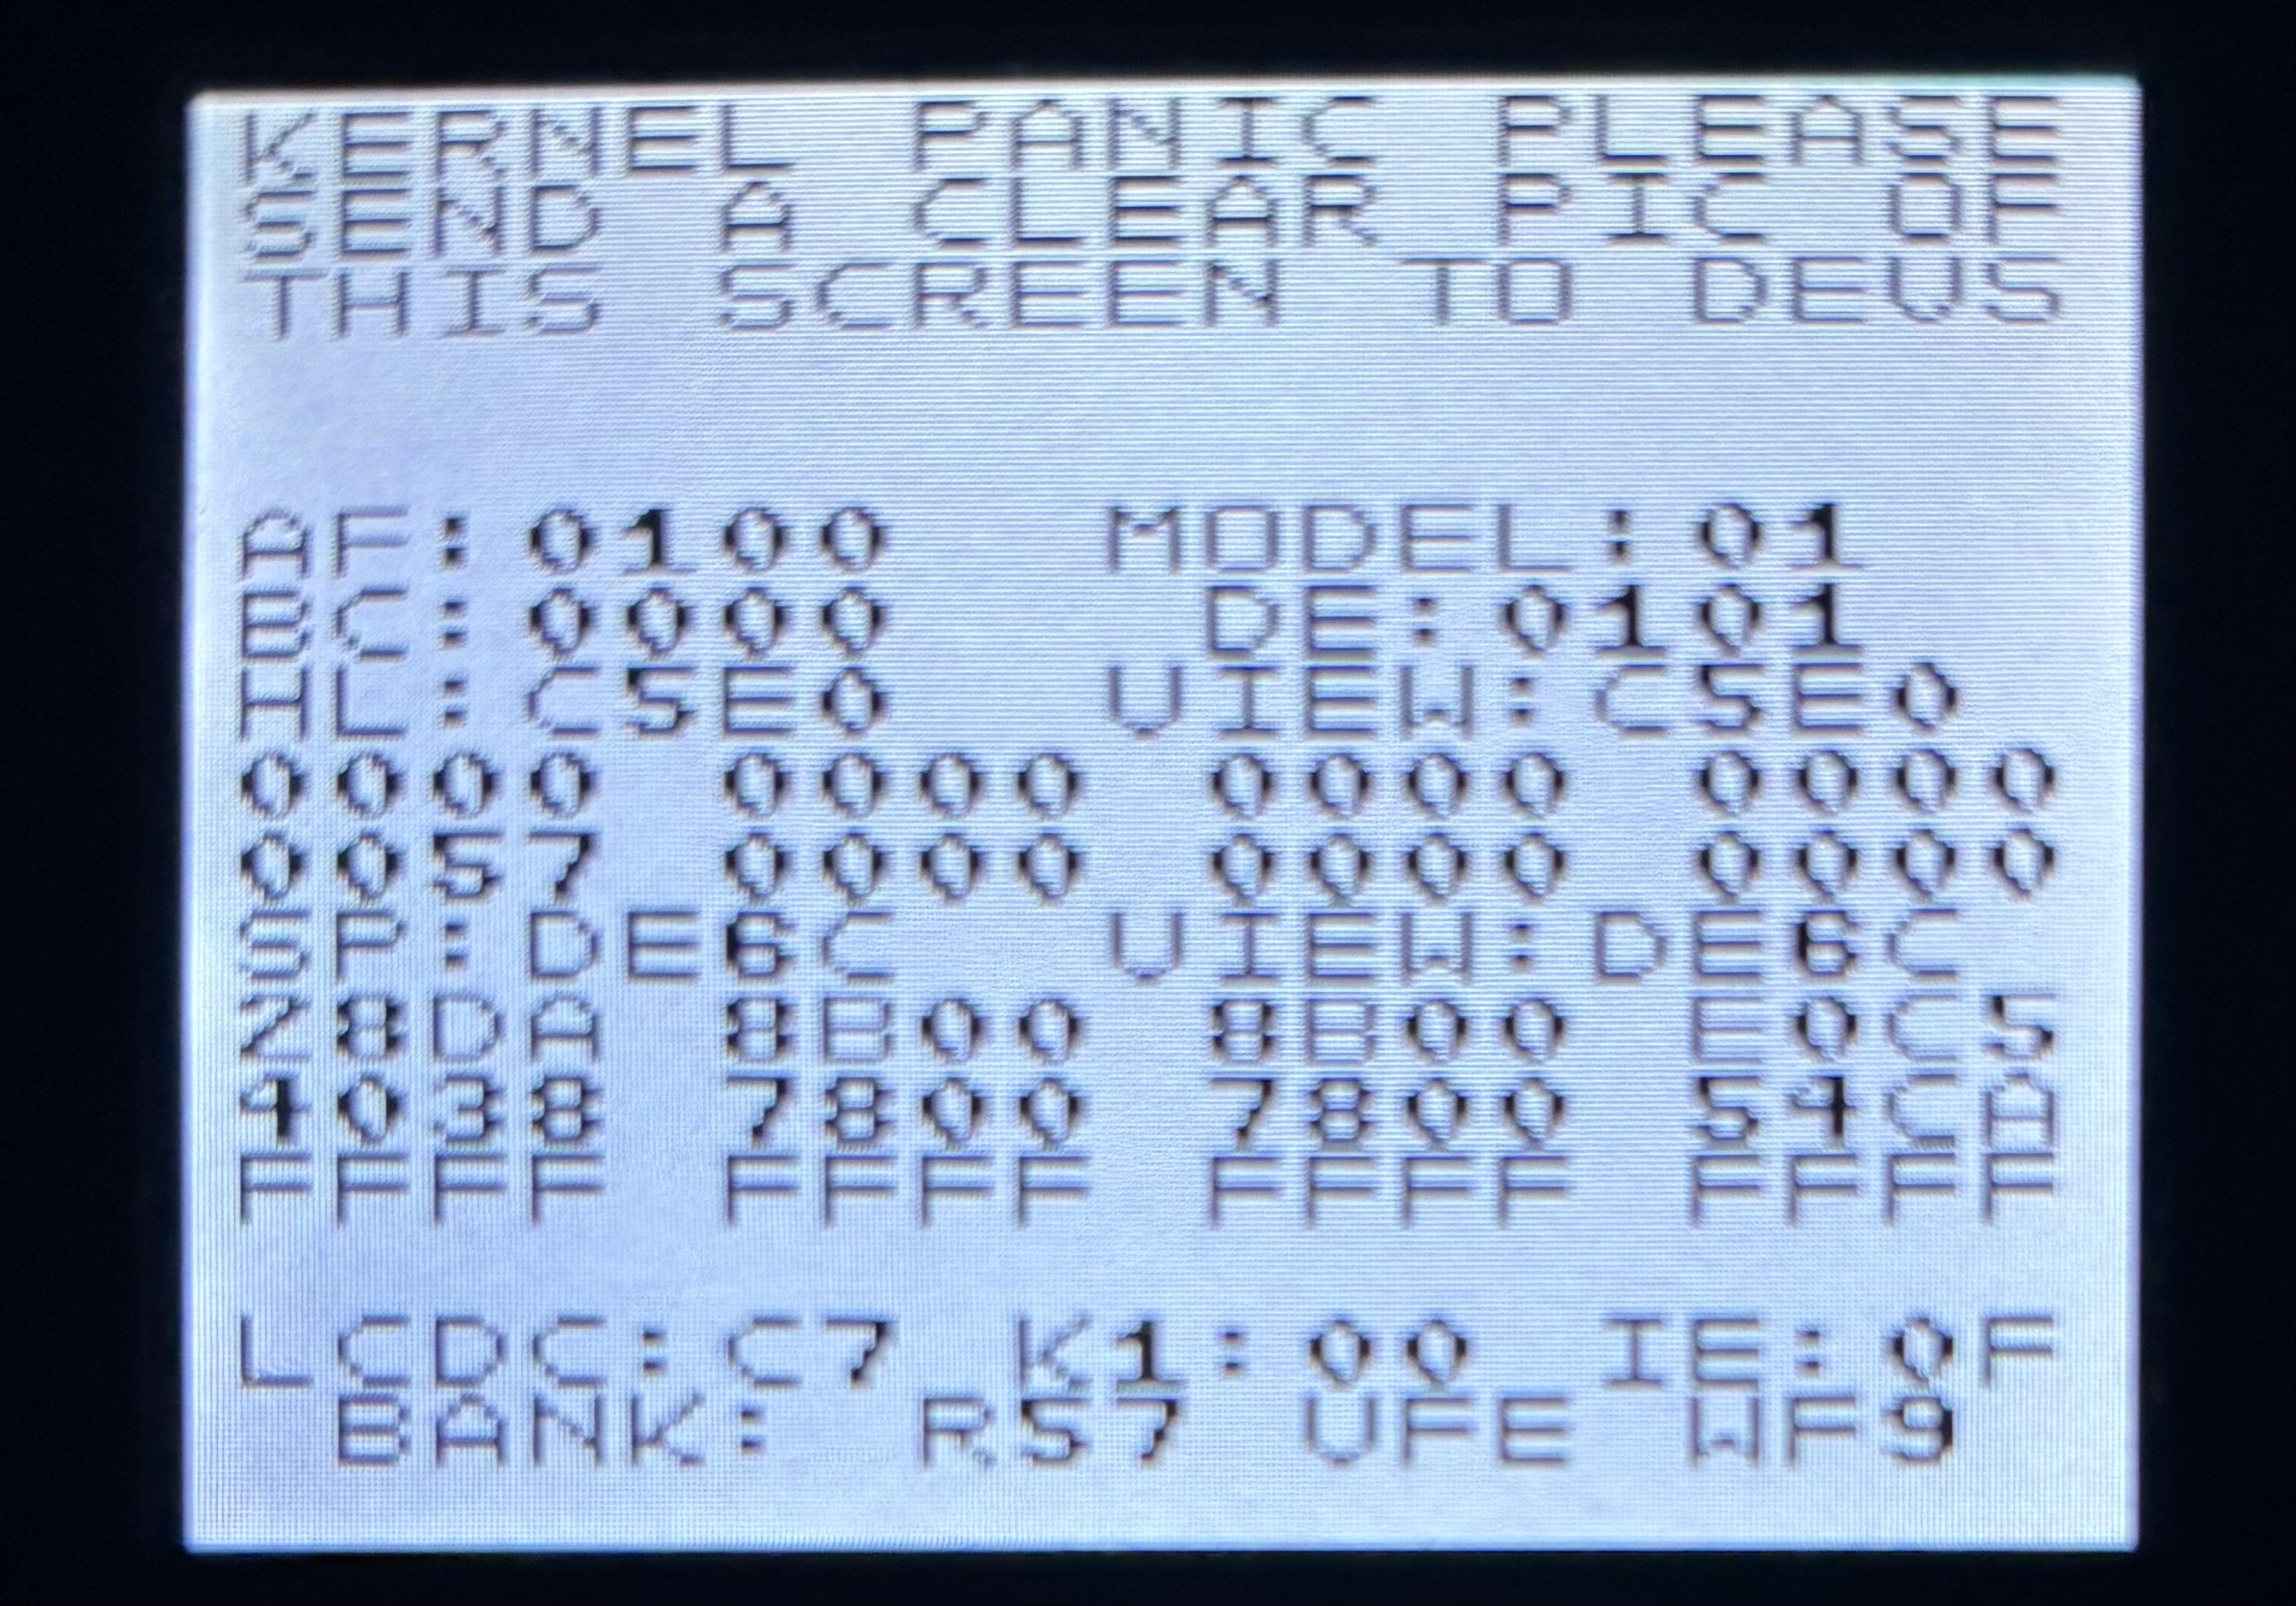 KERNEL PANIC PLEASE
SEND A CLEAR PIC OF
THIS SCREEN TO DEVS
AF:0100 MODEL:01
BC:0000 DE:0101
HL:C5E0 VIEW:C5E0
0000 0000 0000 0000
0057 0000 0000 0000
SP:DE6C VIEW:DE6C
28DA 8B00 8B00 E0C5
4038 7800 7800 54CA
FFFF FFFF FFFF FFFF
LCDC:C7 K1:00 IE:0F
BANK: R57 VFE WF9